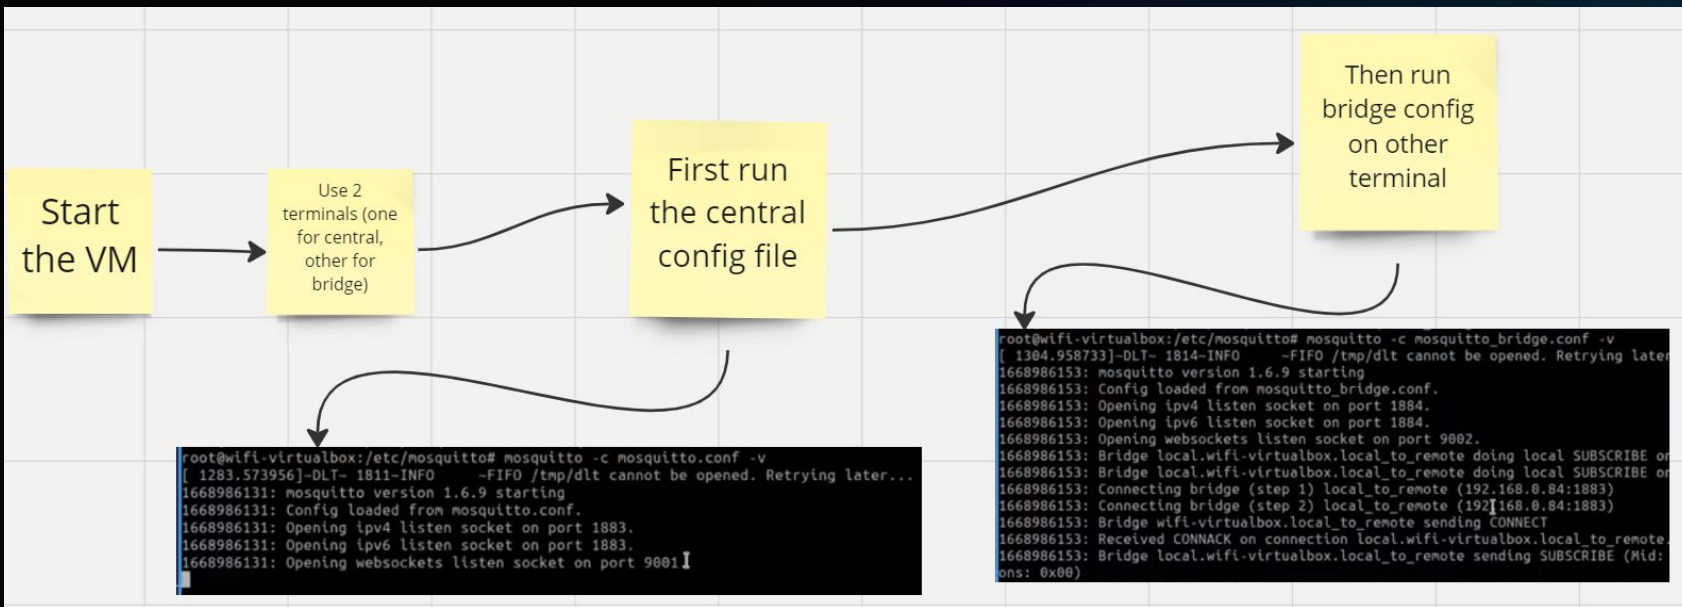 Start
the VM
Use 2
terminals (one
for central,
other for
bridge)
First run
the central
config file
Then run
bridge config
on other
terminal
root@wifi-virtualbox:/etc/mosquitto# mosquitto -c mosquitto.conf -v
[ 1283.573956]~DLT~ 1811~INFO     ~FIFO /tmp/dlt cannot be opened. Retrying later...
1668986131: mosquitto version 1.6.9 starting
1668986131: Config loaded from mosquitto.conf.
1668986131: Opening ipv4 listen socket on port 1883.
1668986131: Opening ipv6 listen socket on port 1883.
1668986131: Opening websockets listen socket on port 9001.
root@wifi-virtualbox:/etc/mosquitto# mosquitto -c mosquitto_bridge.conf -v
[ 1304.958733]~DLT~ 1814~INFO     ~FIFO /tmp/dlt cannot be opened. Retrying later
1668986153: mosquitto version 1.6.9 starting
1668986153: Config loaded from mosquitto_bridge.conf.
1668986153: Opening ipv4 listen socket on port 1884.
1668986153: Opening ipv6 listen socket on port 1884.
1668986153: Opening websockets listen socket on port 9002.
1668986153: Bridge local.wifi-virtualbox.local_to_remote doing local SUBSCRIBE on
1668986153: Bridge local.wifi-virtualbox.local_to_remote doing local SUBSCRIBE on
1668986153: Connecting bridge (step 1) local_to_remote (192.168.0.84:1883)
1668986153: Connecting bridge (step 2) local_to_remote (192.168.0.84:1883)
1668986153: Bridge wifi-virtualbox.local_to_remote sending CONNECT
1668986153: Received CONNACK on connection local.wifi-virtualbox.local_to_remote.
1668986153: Bridge local.wifi-virtualbox.local_to_remote sending SUBSCRIBE (Mid:
ons: 0x00)